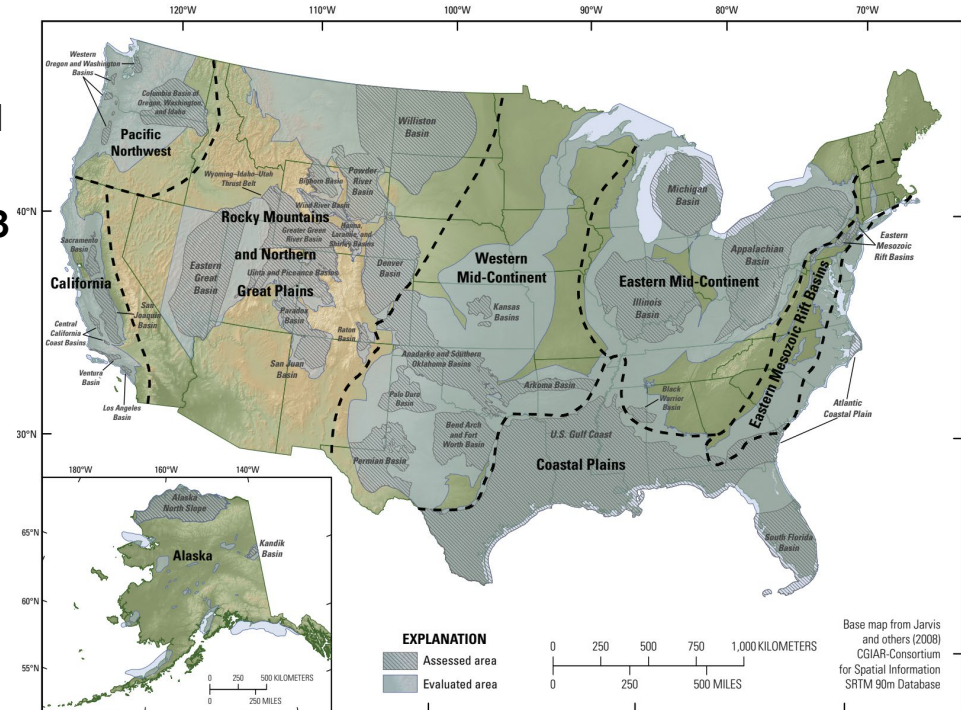 120°W
110°W
100°W
90°W
80°W
70°W
Western
Oregon and Washington
Basins
Columbia Basin of
Oregon, Washington,
and Idaho
Pacific
Northwest
Williston
Basin
Wyoming–Idaho–Utah
Thrust Belt
Bighorn Basin
Powder
River
Basin
Wind River Basin
Michigan
Basin
40°N
B
Rocky Mountains
Greater Green
River Basin
Hanna,
Laramie, and
Shirley Basins
Sacramento
Basin
and Northern
Eastern
Great
Basin
Uinta and Piceance Basins
Great Plains
Denver
Basin
Western
Mid-Continent
Appalachian
Basin
Eastern
Mesozoic
Rift Basins
California
Eastern Mid-Continent
Illinois
Basin
Kansas
Basins
San
Joaquin
Basin
Paradox
Basin
Raton
Basin
Central
California
Coast Basins
Eastern Mesozoic Rift Basins
Anadarko and Southern
Oklahoma Basins
San Juan
Basin
Ventura
Basin
Arkoma Basin
Palo Duro
Basin
Black
Warrior
Basin
Los Angeles
Basin
Atlantic
Coastal Plain
30°N
Bend Arch
and Fort
Worth Basin
U.S. Gulf Coast
Permian Basin
Coastal Plains
180°W
160°W
140°W
Alaska
North Slope
65°N
Kandik
Basin
Alaska
South Florida
Basin
60°N
55°N
0 250 500 KILOMETERS
0 250 MILES
EXPLANATION
Assessed area
Evaluated area
0 250 500 750 1,000 KILOMETERS
0 250 500 MILES
Base map from Jarvis
and others (2008)
CGIAR-Consortium
for Spatial Information
SRTM 90m Database